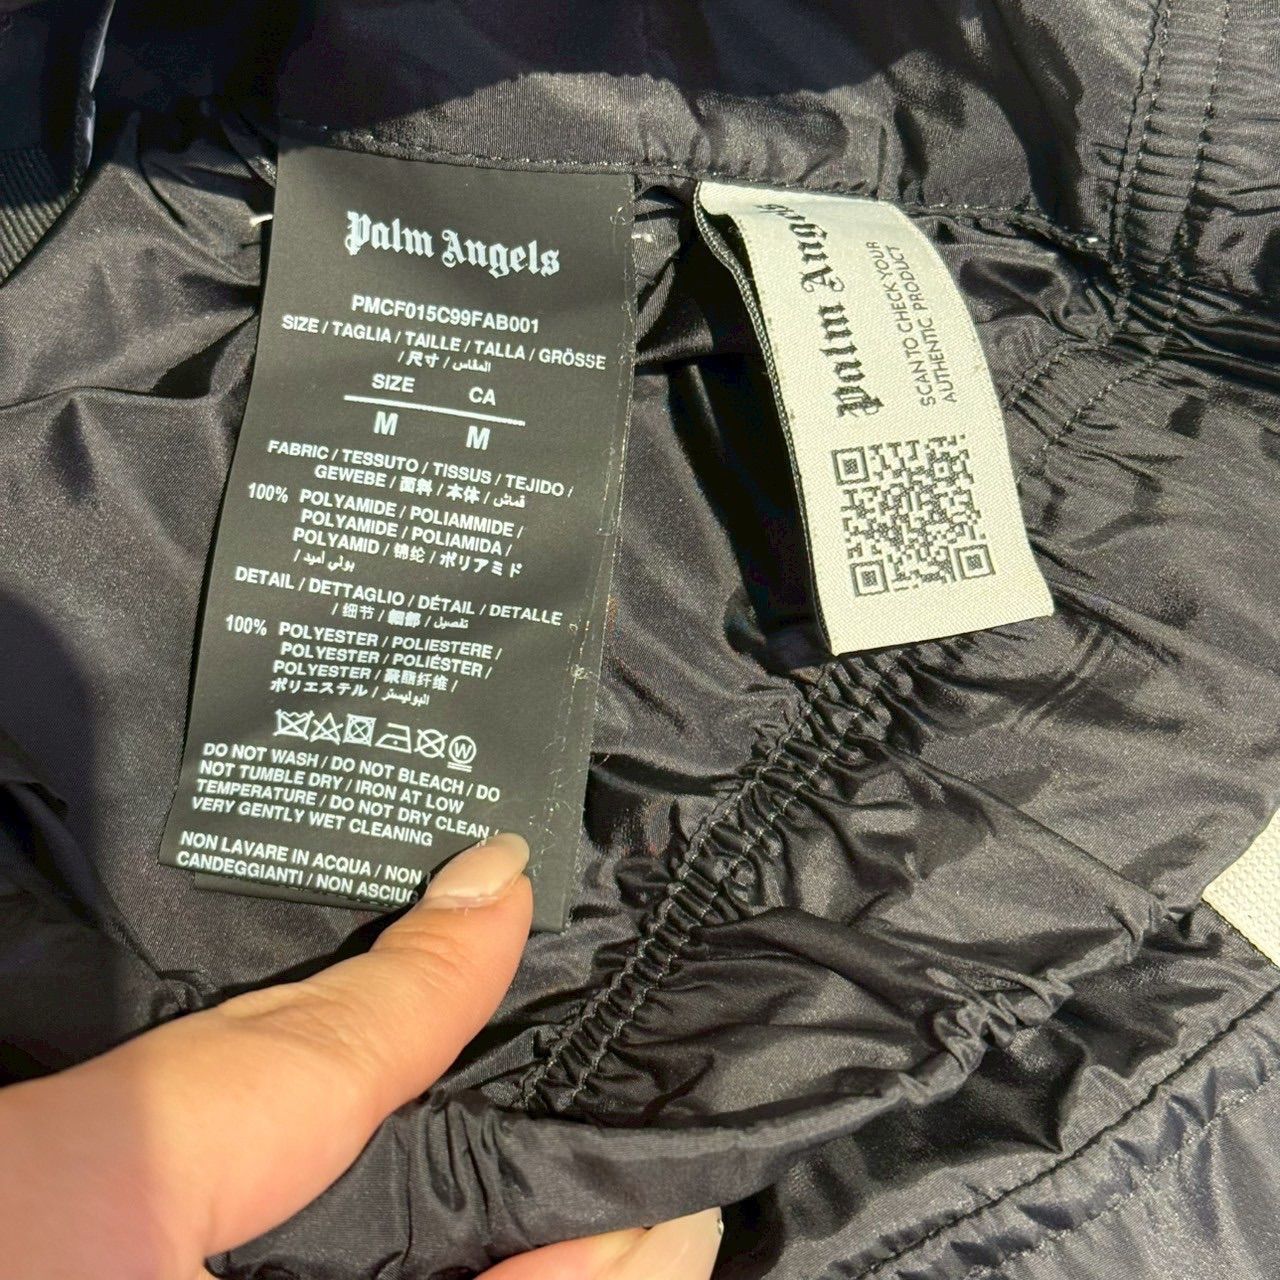 Palm Angels
PMCF015C99FAB001
SIZE / TAGLIA / TAILLE / TALLA / GRÖSSE
/ 尺寸 / المقاس
SIZE CA
M M
FABRIC / TESSUTO / TISSUS / TEJIDO /
GEWEBE / 面料 / 本体 / قماش
100% POLYAMIDE / POLIAMMIDE /
POLYAMIDE / POLIAMIDA /
POLYAMID / 锦纶 / ポリアミド
/ بولي أميد
DETAIL / DETTAGLIO / DÉTAIL / DETALLE
/ 细节 / 細部 / تفصيل
100% POLYESTER / POLIESTERE /
POLYESTER / POLIÉSTER /
POLYESTER / 聚酯纤维 /
ポリエステル / البوليستر
W
DO NOT WASH / DO NOT BLEACH / DO
NOT TUMBLE DRY / IRON AT LOW
TEMPERATURE / DO NOT DRY CLEAN /
VERY GENTLY WET CLEANING
NON LAVARE IN ACQUA / NON
CANDEGGIANTI / NON ASCIUG
Palm Angels
SCAN TO CHECK YOUR
AUTHENTIC PRODUCT